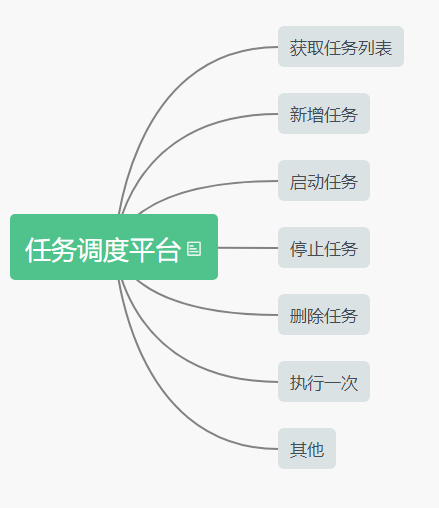 任务调度平台
获取任务列表
新增任务
启动任务
停止任务
删除任务
执行一次
其他